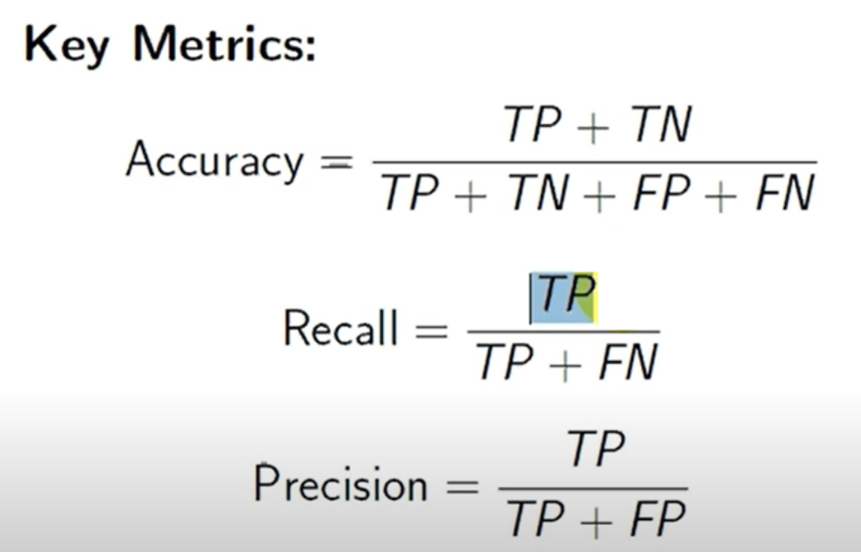 Key Metrics:
Accuracy = TP + TN / TP + TN + FP + FN
Recall = TP / TP + FN
Precision = TP / TP + FP